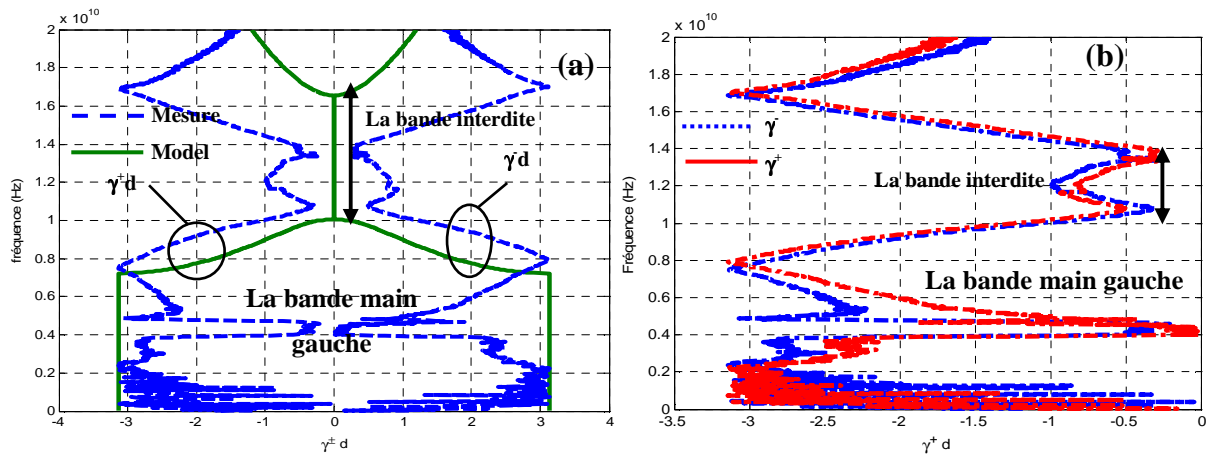 x 10^10
2
1.8
1.6
1.4
1.2
1
0.8
0.6
0.4
0.2
0
fréquence (Hz)
(a)
La bande interdite
Mesure
Model
γ⁺d
γ⁻d
La bande main
gauche
-4 -3 -2 -1 0 1 2 3 4
γ± d
x 10^10
2
1.8
1.6
1.4
1.2
1
0.8
0.6
0.4
0.2
0
Fréquence (Hz)
(b)
γ⁻
γ⁺
La bande interdite
La bande main gauche
-3.5 -3 -2.5 -2 -1.5 -1 -0.5 0
γ⁺ d